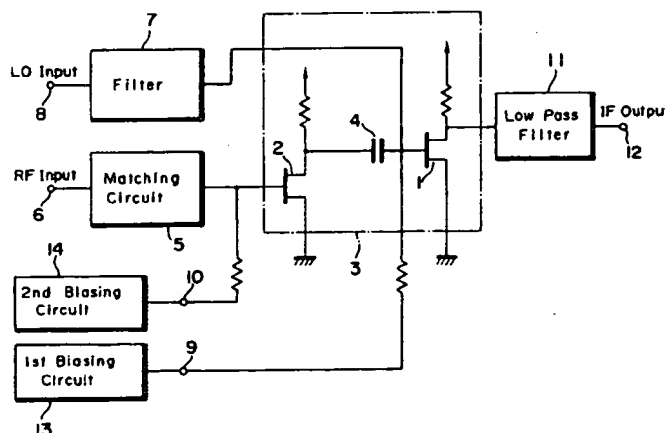 7
LO Input
8
Filter
RF Input
6
Matching
Circuit
5
2
4
1
3
11
Low Pass
Filter
IF Output
12
14
2nd Biasing
Circuit
10
1st Biasing
Circuit
13
9